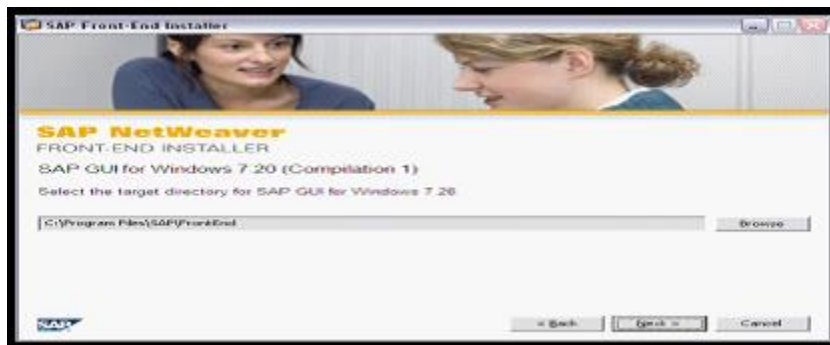 SAP Front-End Installer
SAP NetWeaver
FRONT-END INSTALLER
SAP GUI for Windows 7.20 (Compilation 1)
Select the target directory for SAP GUI for Windows 7.20
C:\Program Files\SAP\FrontEnd
Browse
SAP
< Back
Next >
Cancel